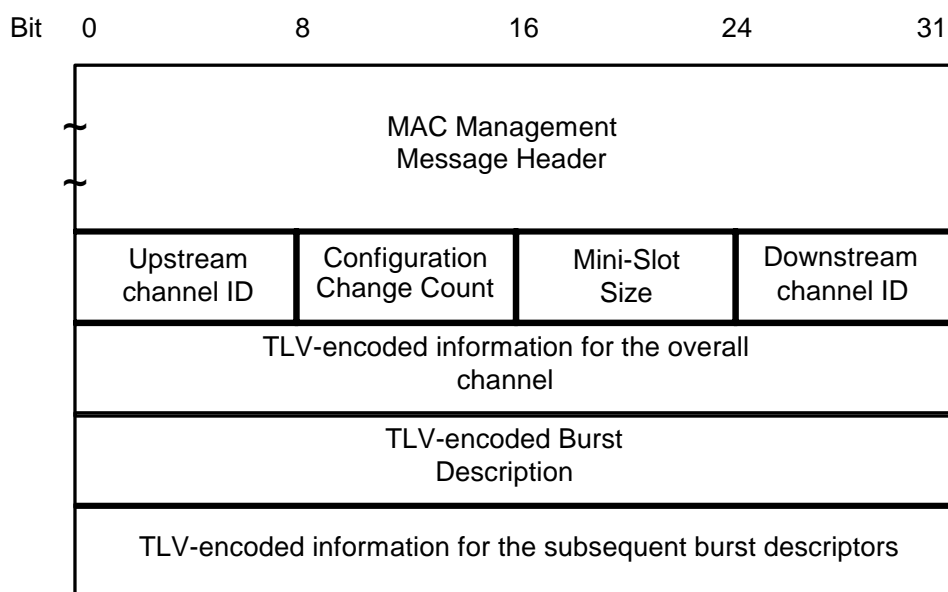 Bit 0 8 16 24 31
MAC Management
Message Header
Upstream
channel ID
Configuration
Change Count
Mini-Slot
Size
Downstream
channel ID
TLV-encoded information for the overall
channel
TLV-encoded Burst
Description
TLV-encoded information for the subsequent burst descriptors